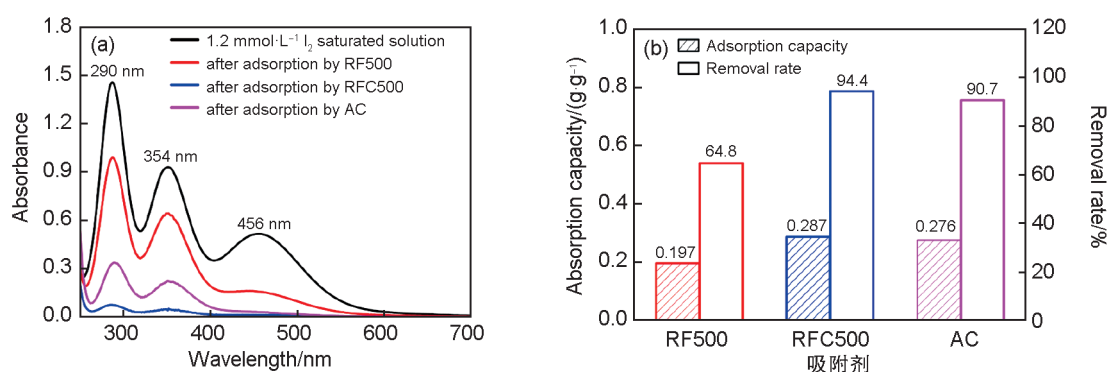 (a)
1.2 mmol·L⁻¹ I₂ saturated solution
after adsorption by RF500
after adsorption by RFC500
after adsorption by AC
290 nm
354 nm
456 nm
1.8
1.5
1.2
0.9
0.6
0.3
0.0
Absorbance
300
400
500
600
700
Wavelength/nm
(b)
Adsorption capacity
Removal rate
1.0
0.8
0.6
0.4
0.2
0.0
Absorption capacity/(g·g⁻¹)
0.197
64.8
0.287
94.4
0.276
90.7
120
100
80
60
40
20
0
Removal rate/%
RF500
RFC500
AC
吸附剂